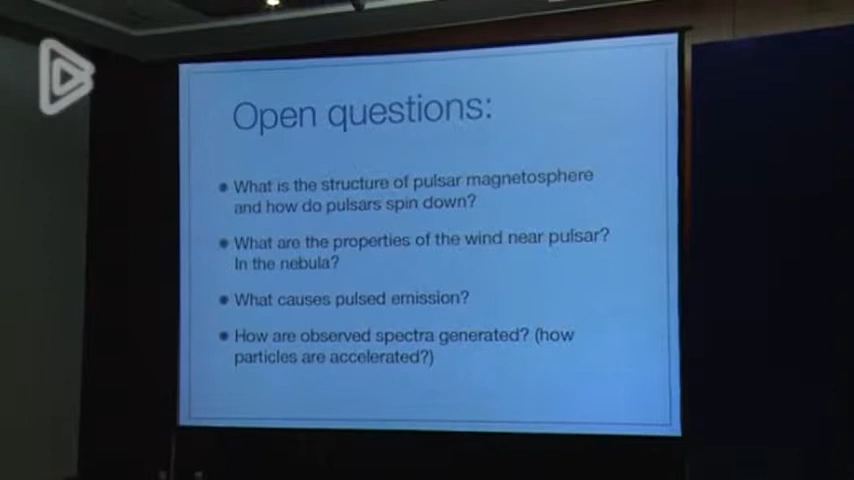 Open questions:
• What is the structure of pulsar magnetosphere
and how do pulsars spin down?
• What are the properties of the wind near pulsar?
In the nebula?
• What causes pulsed emission?
• How are observed spectra generated? (how
particles are accelerated?)